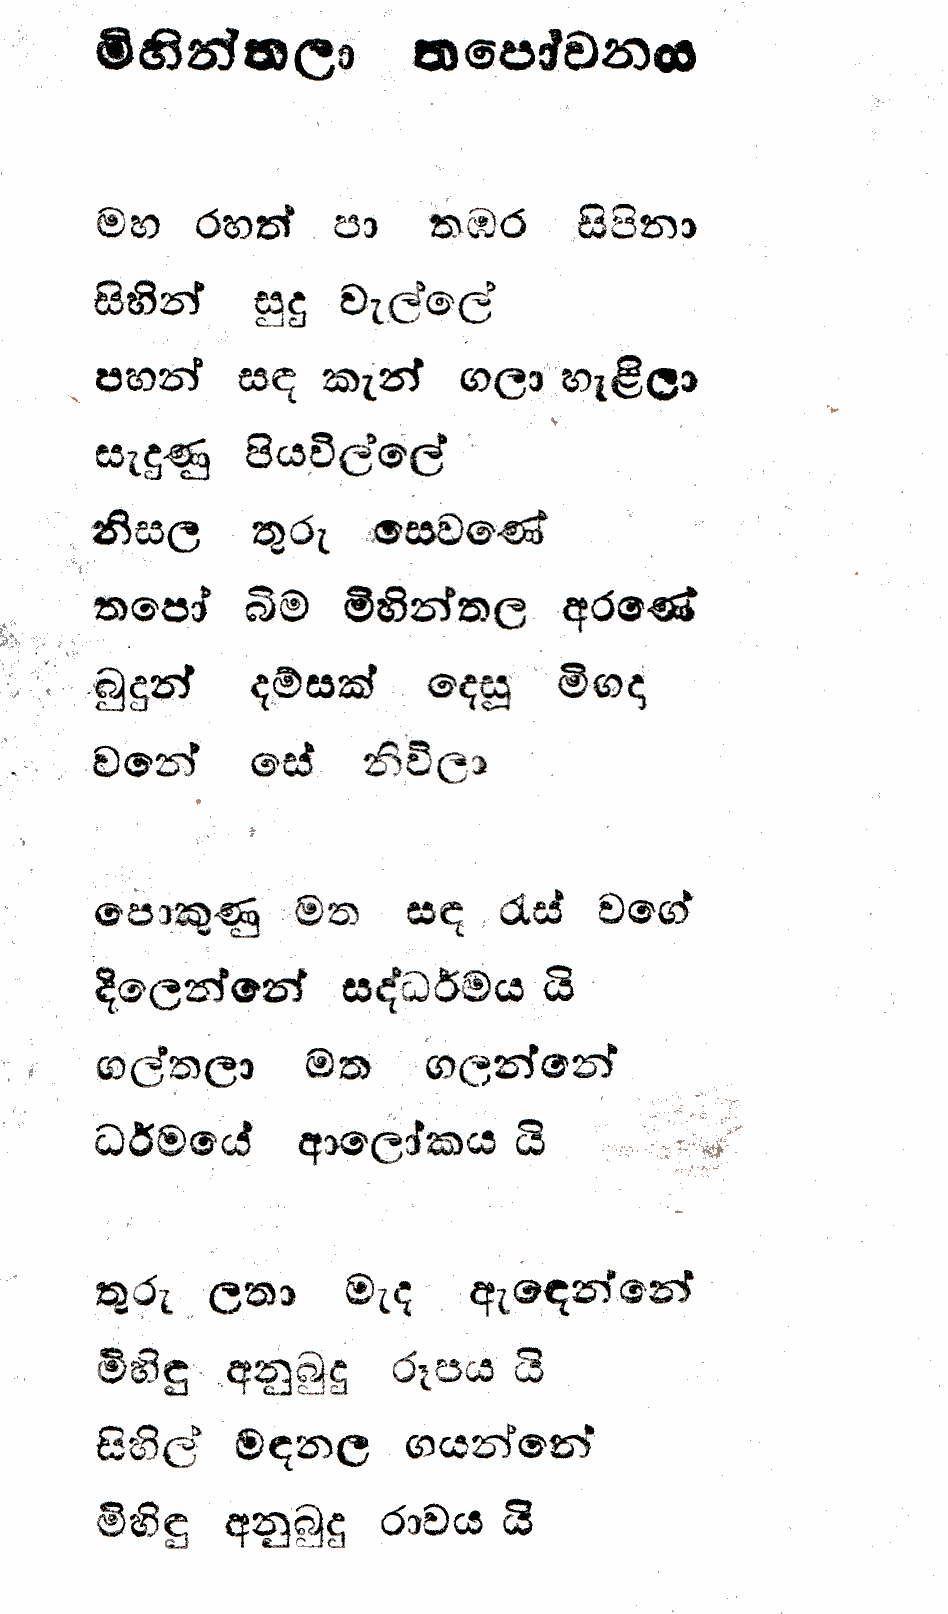 මිහින්තලා තපෝවනය
මහ රහත් පා තඹර සිපිනා
සිහින් සුදු වැල්ලේ
පහන් සඳ කැන් ගලා හැළිලා
සැදුණු පියවිල්ලේ
නිසල තුරු සෙවණේ
තපෝ බිම මිහින්තල අරණේ
බුදුන් දම්සක් දෙසූ මිගදා
වනේ සේ නිවිලා
පොකුණු මත සඳ රැස් වගේ
දිලෙන්නේ සද්ධර්මය යි
ගල්තලා මත ගලන්නේ
ධර්මයේ ආලෝකය යි
තුරු ලතා මැද ඇඳෙන්නේ
මිහිඳු අනුබුදු රූපය යි
සිහිල් මඳනල ගයන්නේ
මිහිඳු අනුබුදු රාවය යි